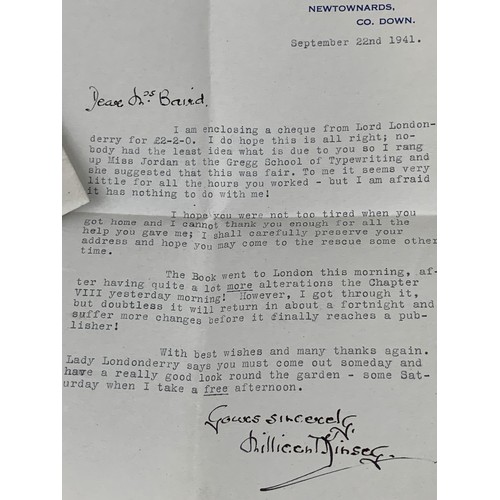 NEWTOWNARDS,
CO. DOWN.
September 22nd 1941.
Dear Mrs Baird.
I am enclosing a cheque from Lord London-
derry for £2-2-0. I do hope this is all right; no-
body had the least idea what is due to you so I rang
up Miss Jordan at the Gregg School of Typewriting and
she suggested that this was fair. To me it seems very
little for all the hours you worked - but I am afraid
it has nothing to do with me!
I hope you were not too tired when you
got home and I cannot thank you enough for all the
help you gave me; I shall carefully preserve your
address and hope you may come to the rescue some other
time.
The Book went to London this morning, af-
ter having quite a lot more alterations the Chapter
VIII yesterday morning! However, I got through it,
but doubtless it will return in about a fortnight and
suffer more changes before it finally reaches a pub-
lisher!
With best wishes and many thanks again.
Lady Londonderry says you must come out someday and
have a really good look round the garden - some Sat-
urday when I take a free afternoon.
Yours sincerely,
Millicent